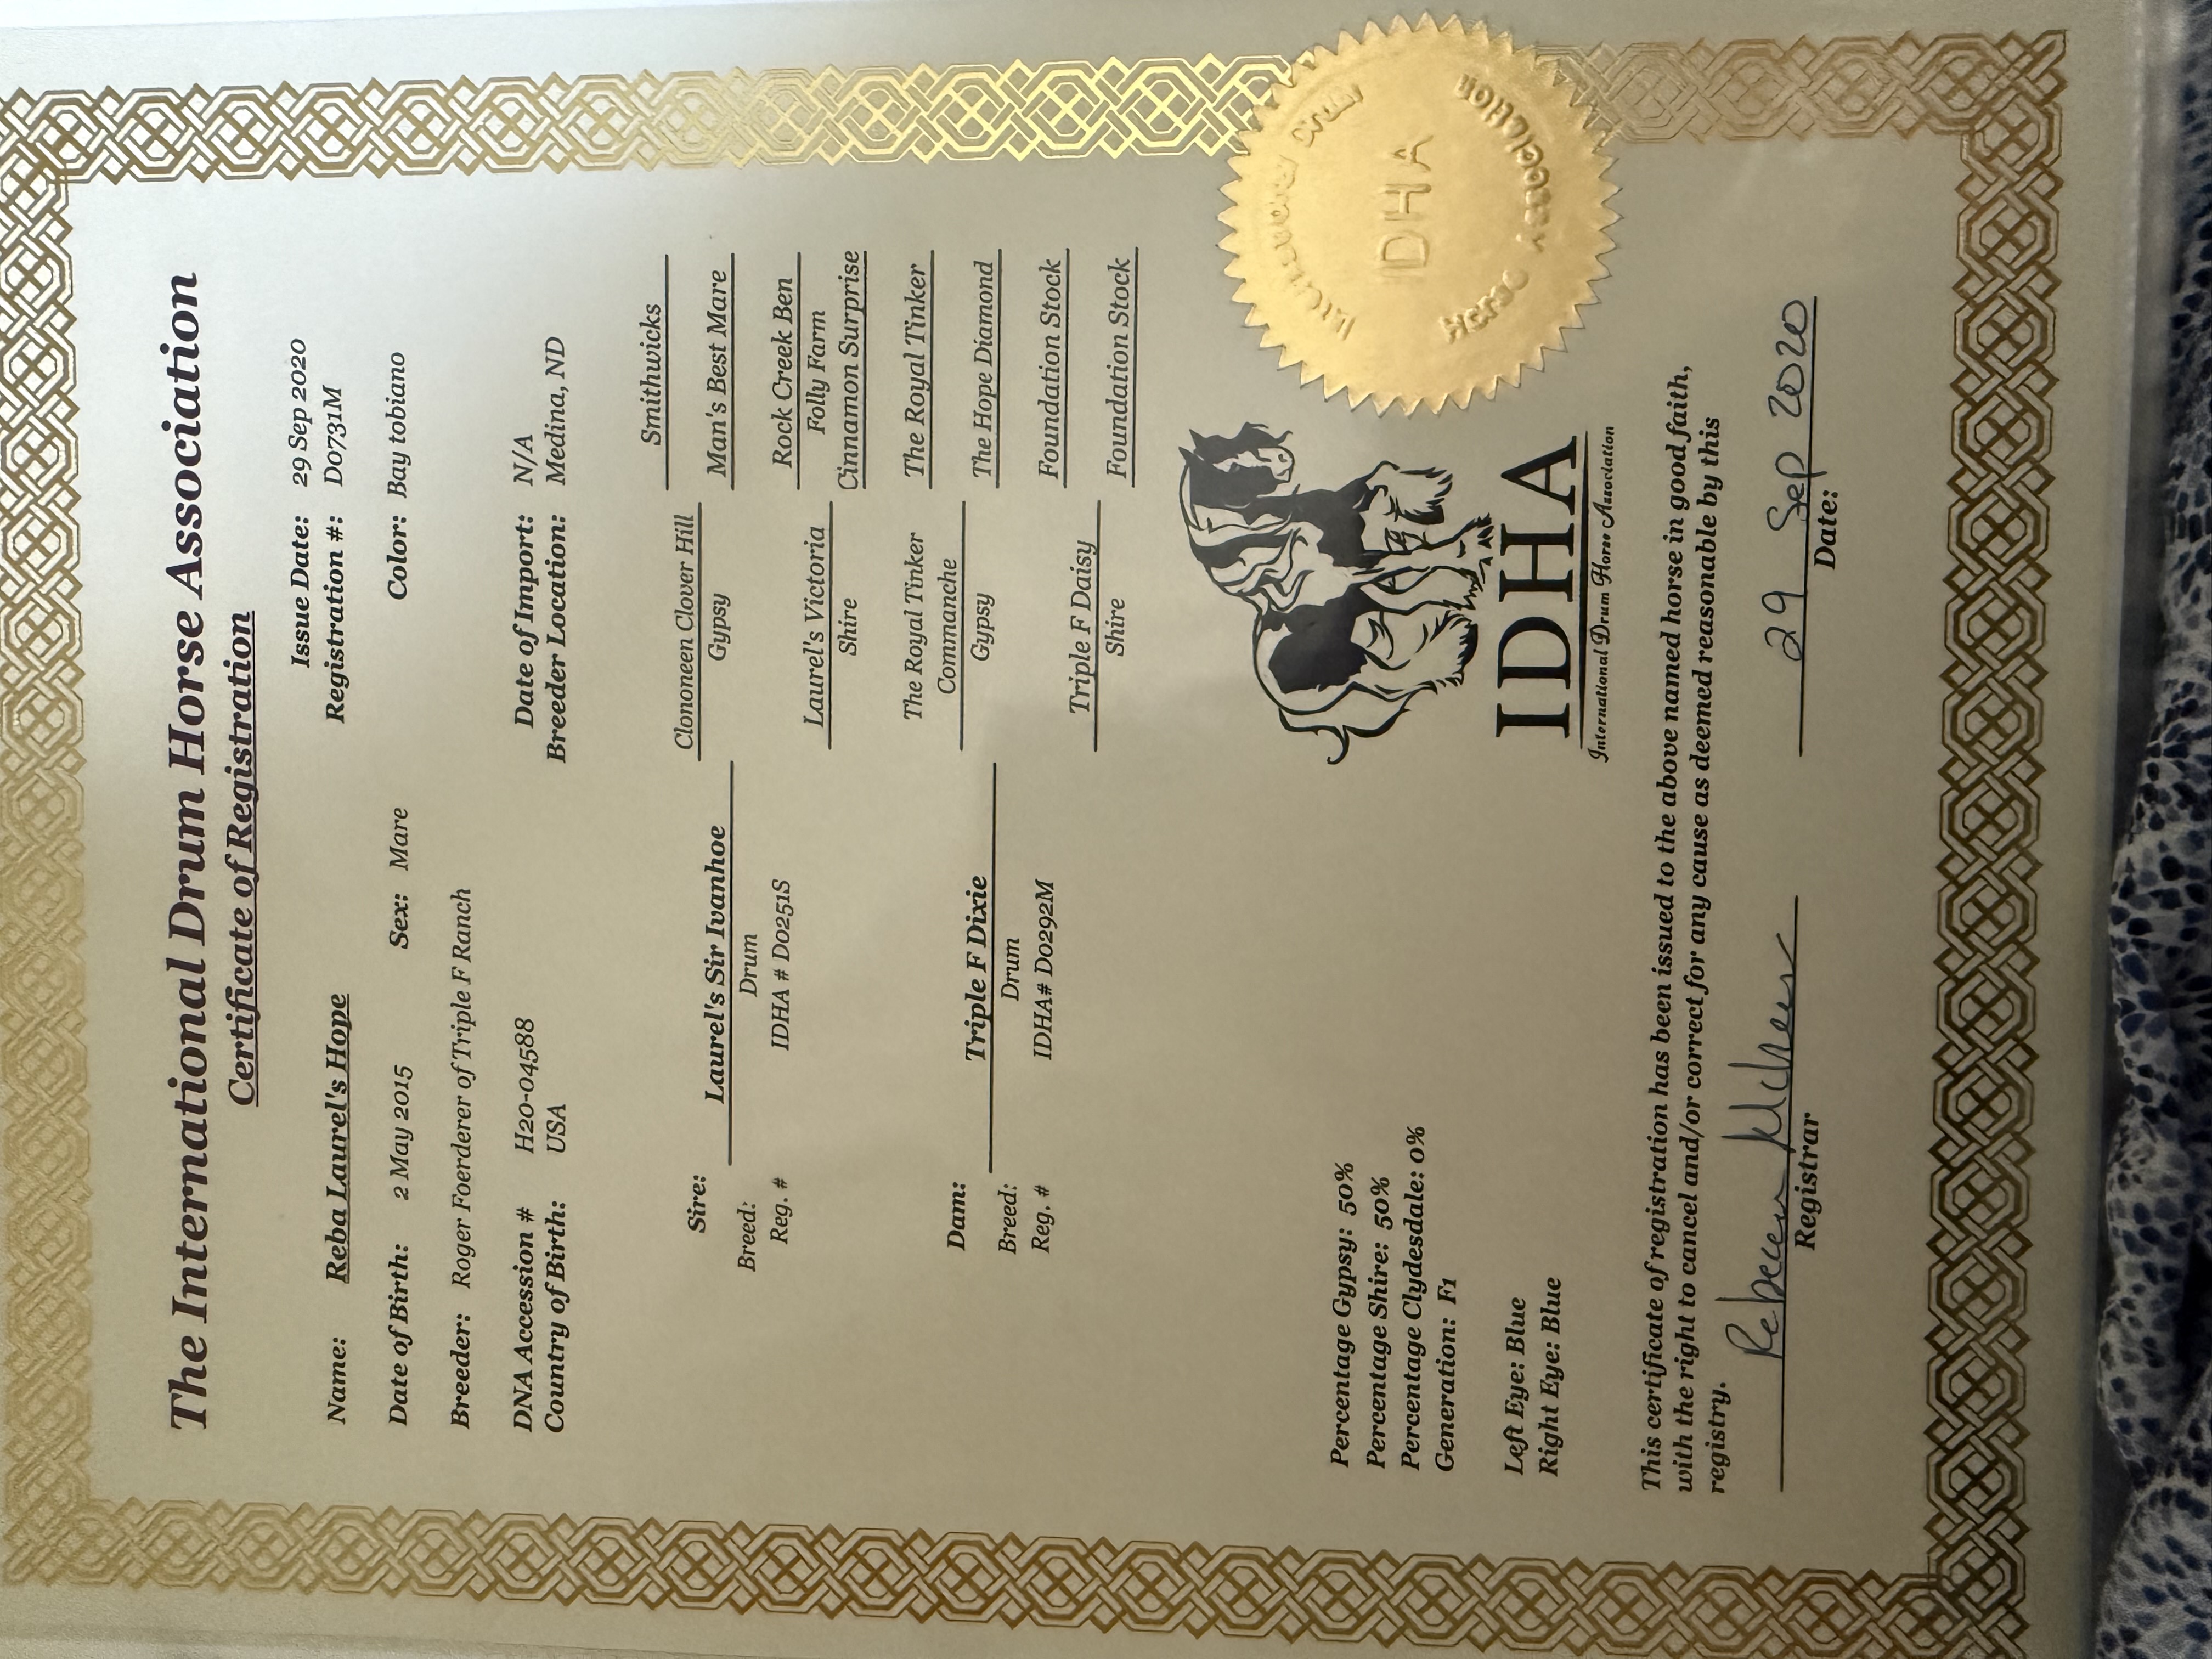 The International Drum Horse Association
Certificate of Registration
Issue Date: 29 Sep 2020
Name: Reba Laurel's Hope Registration #: D0731M
Date of Birth: 2 May 2015 Sex: Mare Color: Bay tobiano
Breeder: Roger Foerderer of Triple F Ranch
DNA Accession # H20-04588 Date of Import: N/A
Country of Birth: USA Breeder Location: Medina, ND
Smithwicks
Clononeen Clover Hill
Sire: Laurel's Sir Ivanhoe Gypsy Man's Best Mare
Breed: Drum
Reg. # IDHA # D0251S Rock Creek Ben
Laurel's Victoria Folly Farm
Shire Cinnamon Surprise
The Royal Tinker The Royal Tinker
Commanche
Dam: Triple F Dixie Gypsy The Hope Diamond
Breed: Drum
Reg. # IDHA# D0292M Foundation Stock
Triple F Daisy
Shire Foundation Stock
Percentage Gypsy: 50%
Percentage Shire: 50%
Percentage Clydesdale: 0%
Generation: F1
Left Eye: Blue
Right Eye: Blue
IDHA
International Drum Horse Association
International Drum
IDHA
Horse Association
This certificate of registration has been issued to the above named horse in good faith,
with the right to cancel and/or correct for any cause as deemed reasonable by this
registry.
Rebecca 29 Sep 2020
Registrar Date: